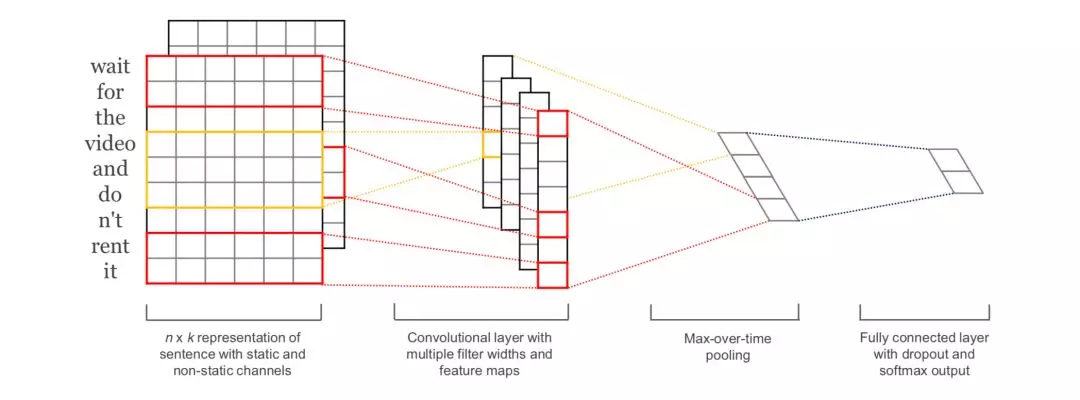 wait
for
the
video
and
do
n't
rent
it
n x k representation of
sentence with static and
non-static channels
Convolutional layer with
multiple filter widths and
feature maps
Max-over-time
pooling
Fully connected layer
with dropout and
softmax output